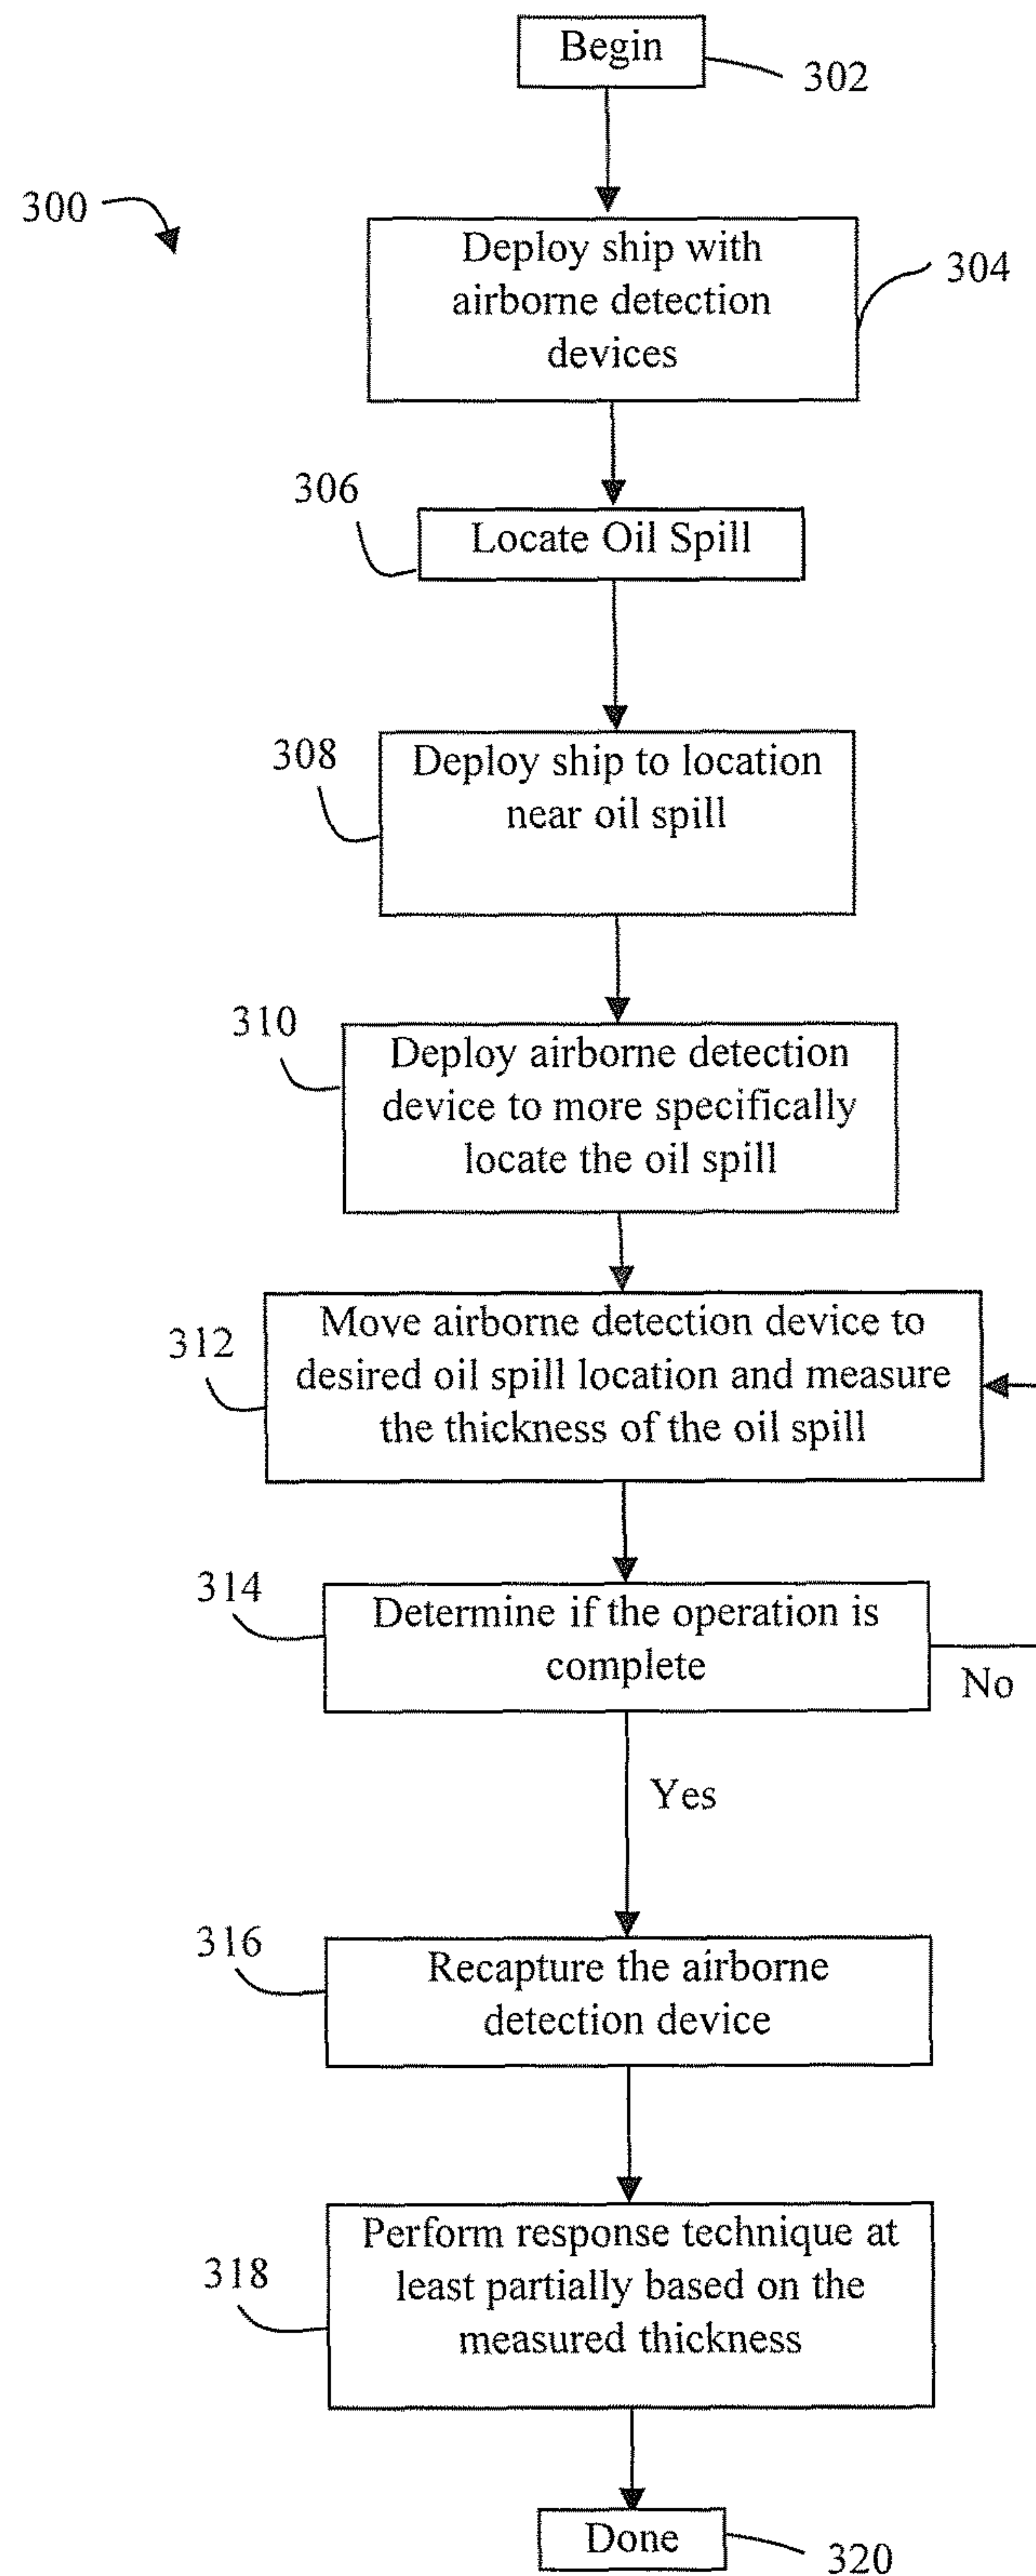 Begin
302
300
Deploy ship with
airborne detection
devices
304
306
Locate Oil Spill
308
Deploy ship to location
near oil spill
310
Deploy airborne detection
device to more specifically
locate the oil spill
312
Move airborne detection device to
desired oil spill location and measure
the thickness of the oil spill
314
Determine if the operation is
complete
No
Yes
316
Recapture the airborne
detection device
318
Perform response technique at
least partially based on the
measured thickness
Done
320